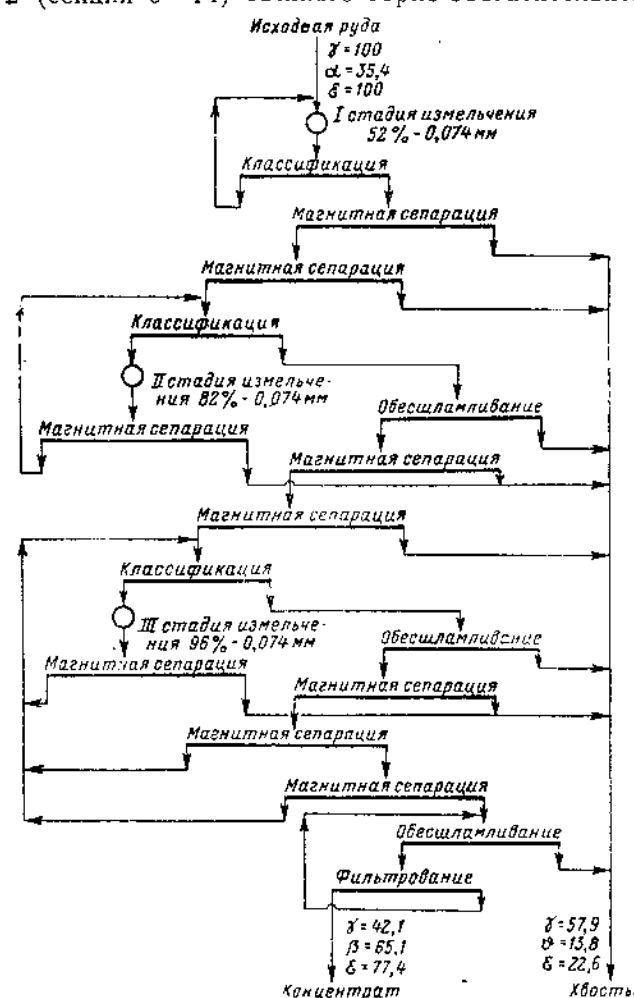 Исходная руда
γ = 100
α = 35,4
ε = 100
I стадия измельчения
52% - 0,074 мм
Классификация
Магнитная сепарация
Магнитная сепарация
Классификация
II стадия измельче-
ния 82% - 0,074 мм
Обесшламливание
Магнитная сепарация
Магнитная сепарация
Магнитная сепарация
Классификация
III стадия измельче-
ния 96% - 0,074 мм
Обесшламливание
Магнитная сепарация
Магнитная сепарация
Магнитная сепарация
Магнитная сепарация
Обесшламливание
Фильтрование
γ = 42,1
β = 65,1
ε = 77,4
Концентрат
γ = 57,9
ϑ = 13,8
ε = 22,6
Хвосты